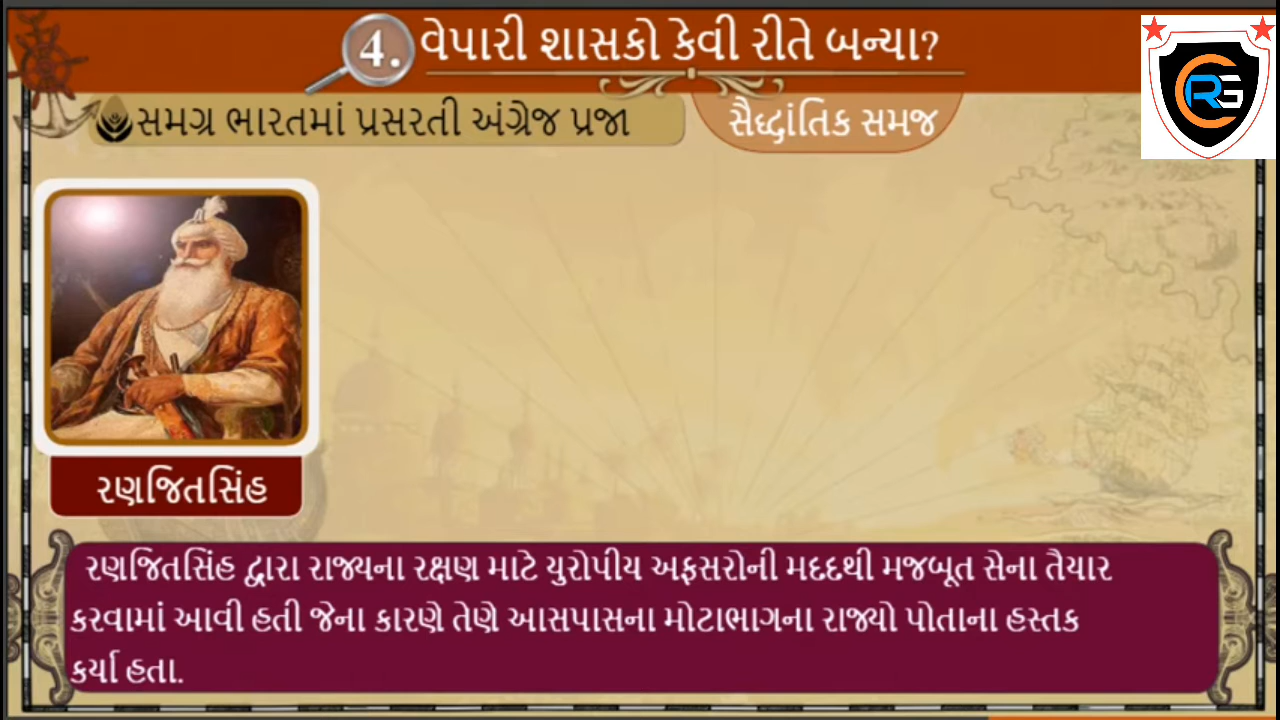 4. વેપારી શાસકો કેવી રીતે બન્યા?
સમગ્ર ભારતમાં પ્રસરતી અંગ્રેજ પ્રજા
સૈદ્ધાંતિક સમજ
CRG
રણજિતસિંહ
રણજિતસિંહ દ્વારા રાજ્યના રક્ષણ માટે યુરોપીય અફસરોની મદદથી મજબૂત સેના તૈયાર
કરવામાં આવી હતી જેના કારણે તેણે આસપાસના મોટાભાગના રાજ્યો પોતાના હસ્તક
કર્યા હતા.